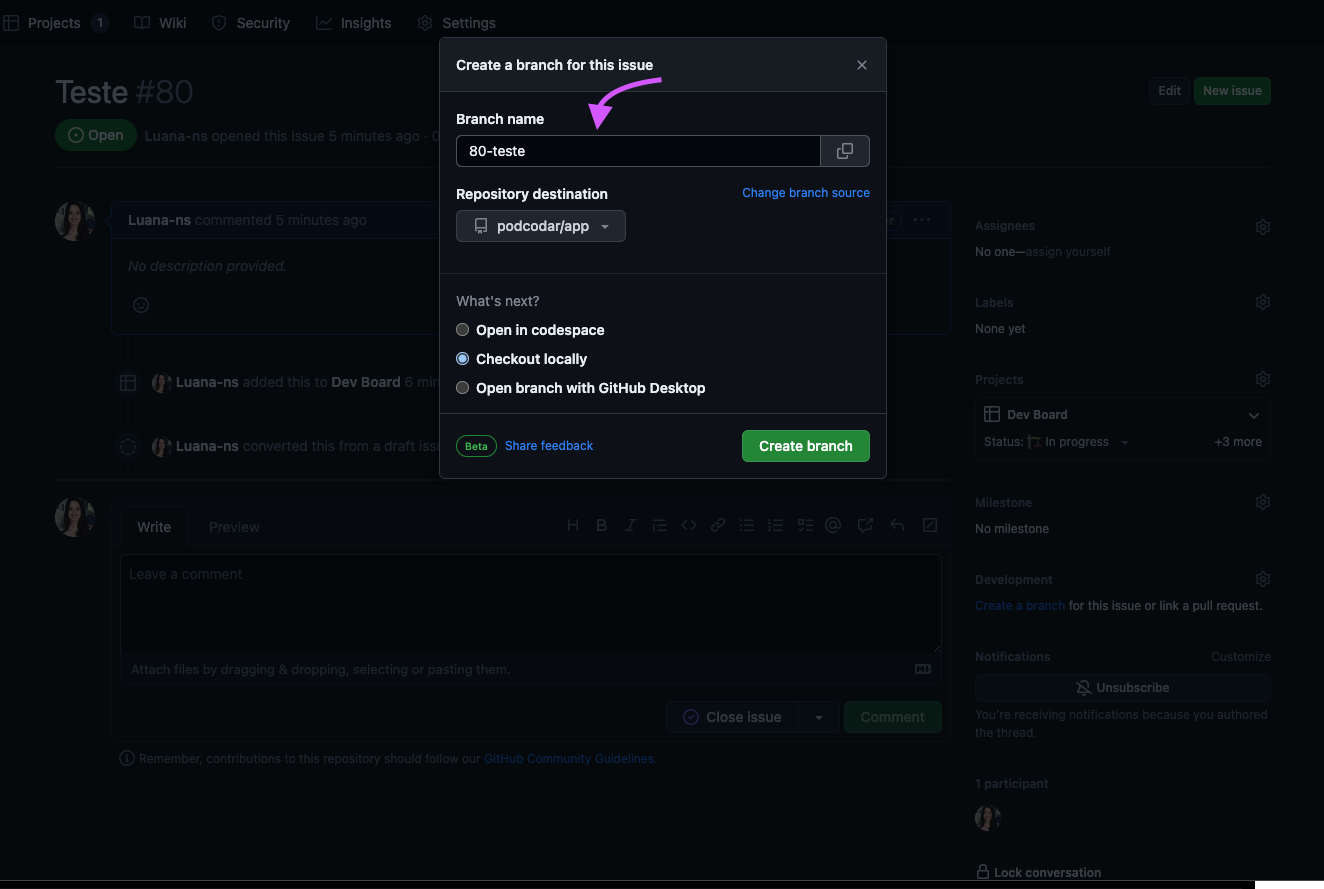 Projects 1 Wiki Security Insights Settings
Create a branch for this issue
Teste #80
Edit New issue
Open Luana-ns opened this issue 5 minutes ago · 0
Branch name
80-teste
Repository destination Change branch source
podcodar/app
Luana-ns commented 5 minutes ago
No description provided.
What's next?
Open in codespace
Checkout locally
Open branch with GitHub Desktop
Luana-ns added this to Dev Board 6 min
Luana-ns converted this from a draft issu
Beta Share feedback Create branch
Write Preview
Leave a comment
Attach files by dragging & dropping, selecting or pasting them.
Close issue Comment
Remember, contributions to this repository should follow our GitHub Community Guidelines.
Assignees
No one—assign yourself
Labels
None yet
Projects
Dev Board
Status: In progress +3 more
Milestone
No milestone
Development
Create a branch for this issue or link a pull request.
Notifications Customize
Unsubscribe
You're receiving notifications because you authored
the thread.
1 participant
Lock conversation